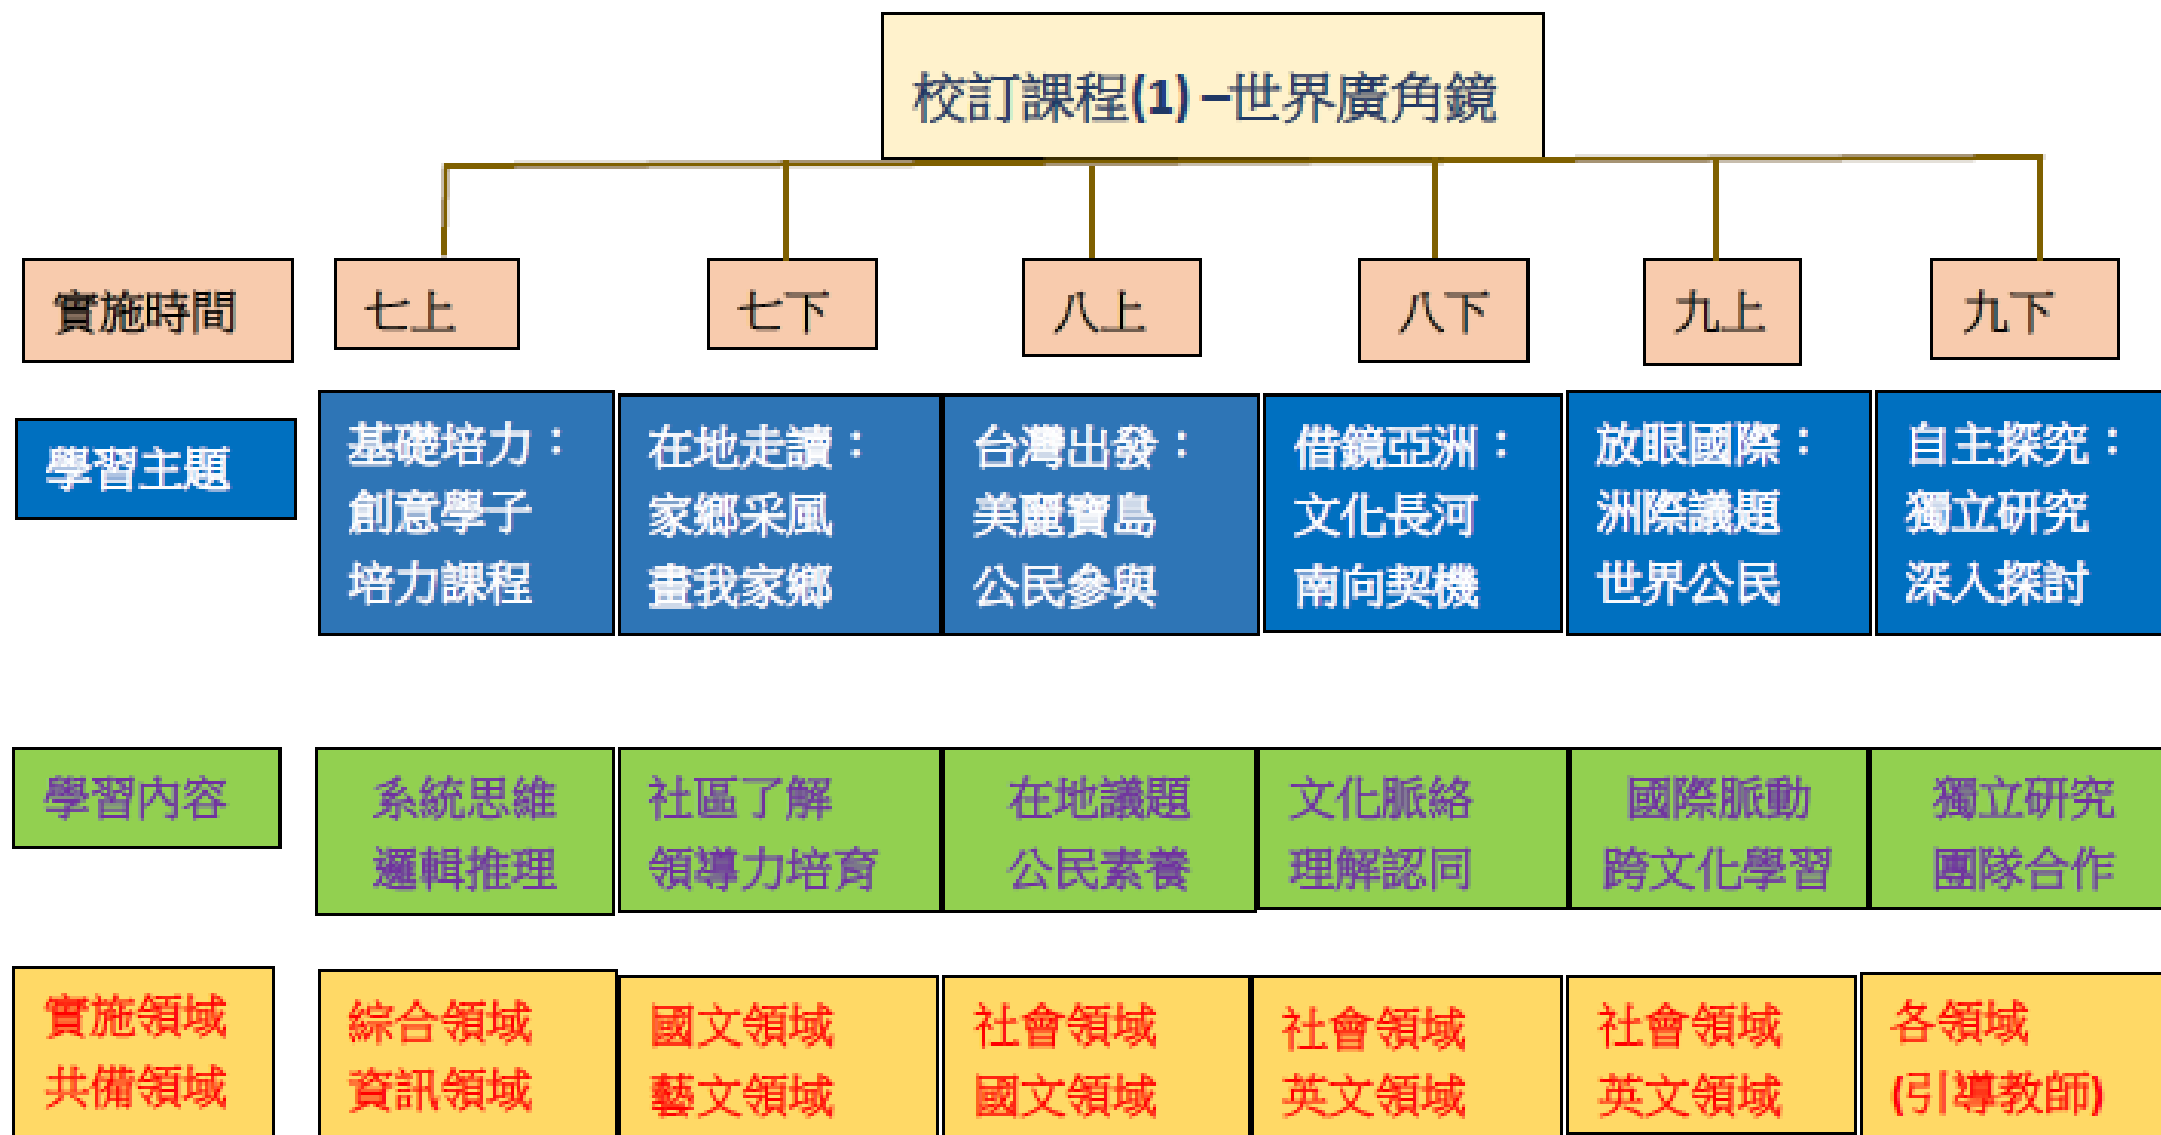 校訂課程(1) –世界廣角鏡
實施時間
七上
七下
八上
八下
九上
九下
學習主題
基礎培力：
創意學子
培力課程
在地走讀：
家鄉采風
畫我家鄉
台灣出發：
美麗寶島
公民參與
借鏡亞洲：
文化長河
南向契機
放眼國際：
洲際議題
世界公民
自主探究：
獨立研究
深入探討
學習內容
系統思維
邏輯推理
社區了解
領導力培育
在地議題
公民素養
文化脈絡
理解認同
國際脈動
跨文化學習
獨立研究
團隊合作
實施領域
共備領域
綜合領域
資訊領域
國文領域
藝文領域
社會領域
國文領域
社會領域
英文領域
社會領域
英文領域
各領域
(引導教師)